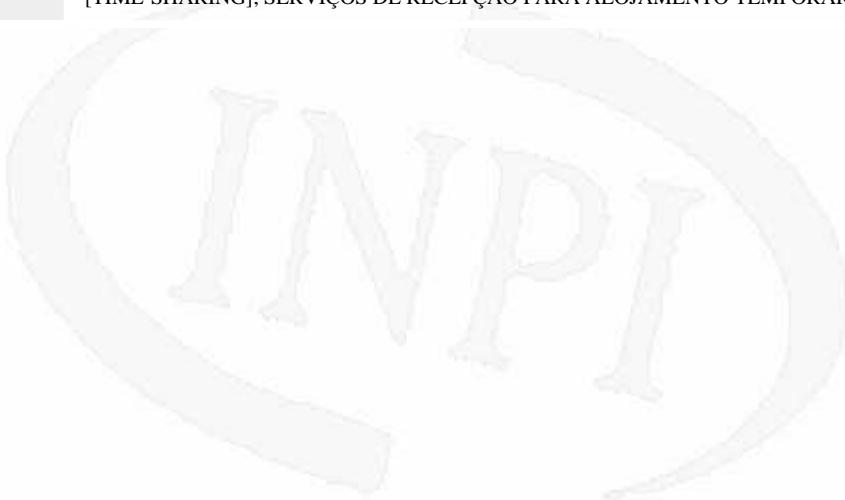 [TIME-SHARING]; SERVIÇOS DE RECEPÇÃO PARA ALOJAMENTO TEMPORÁR
INPI